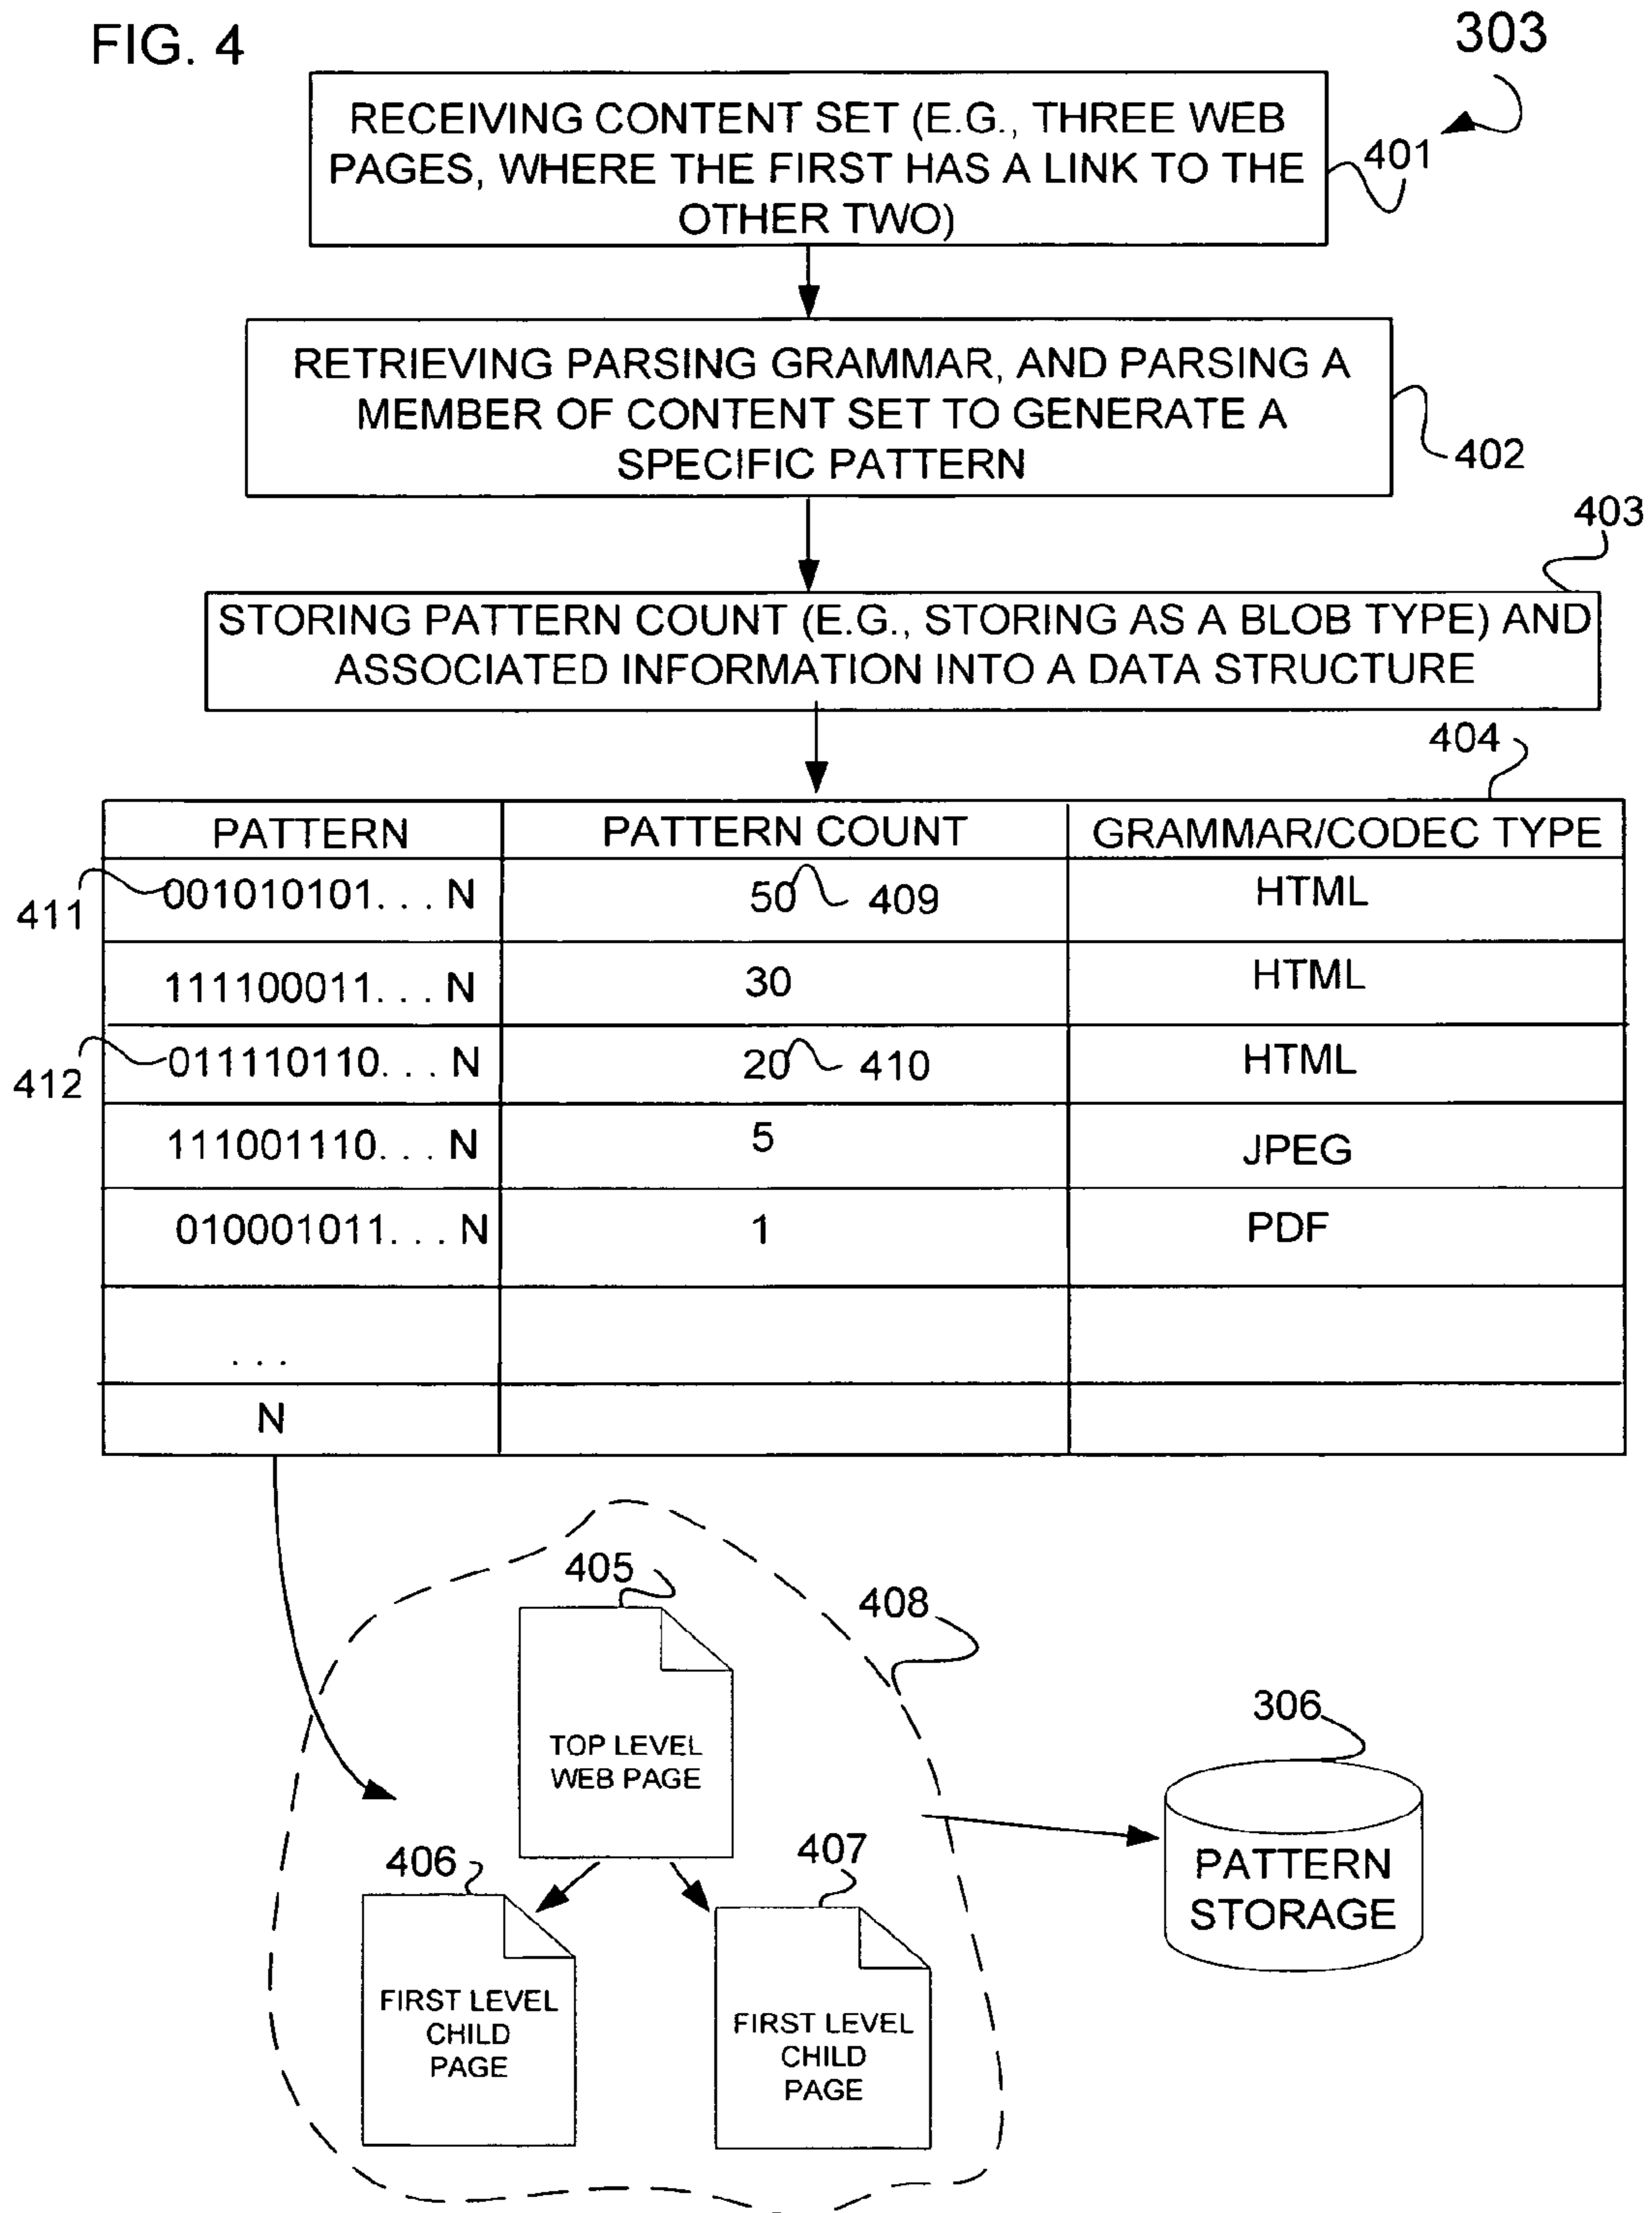 FIG. 4
303
RECEIVING CONTENT SET (E.G., THREE WEB
PAGES, WHERE THE FIRST HAS A LINK TO THE
OTHER TWO)
401
RETRIEVING PARSING GRAMMAR, AND PARSING A
MEMBER OF CONTENT SET TO GENERATE A
SPECIFIC PATTERN
402
403
STORING PATTERN COUNT (E.G., STORING AS A BLOB TYPE) AND
ASSOCIATED INFORMATION INTO A DATA STRUCTURE
404
PATTERN PATTERN COUNT GRAMMAR/CODEC TYPE
411 001010101. . . N 50 409 HTML
111100011. . . N 30 HTML
412 011110110. . . N 20 410 HTML
111001110. . . N 5 JPEG
010001011. . . N 1 PDF
. . .
N
405
408
TOP LEVEL
WEB PAGE
306
PATTERN
STORAGE
406
407
FIRST LEVEL
CHILD
PAGE
FIRST LEVEL
CHILD
PAGE